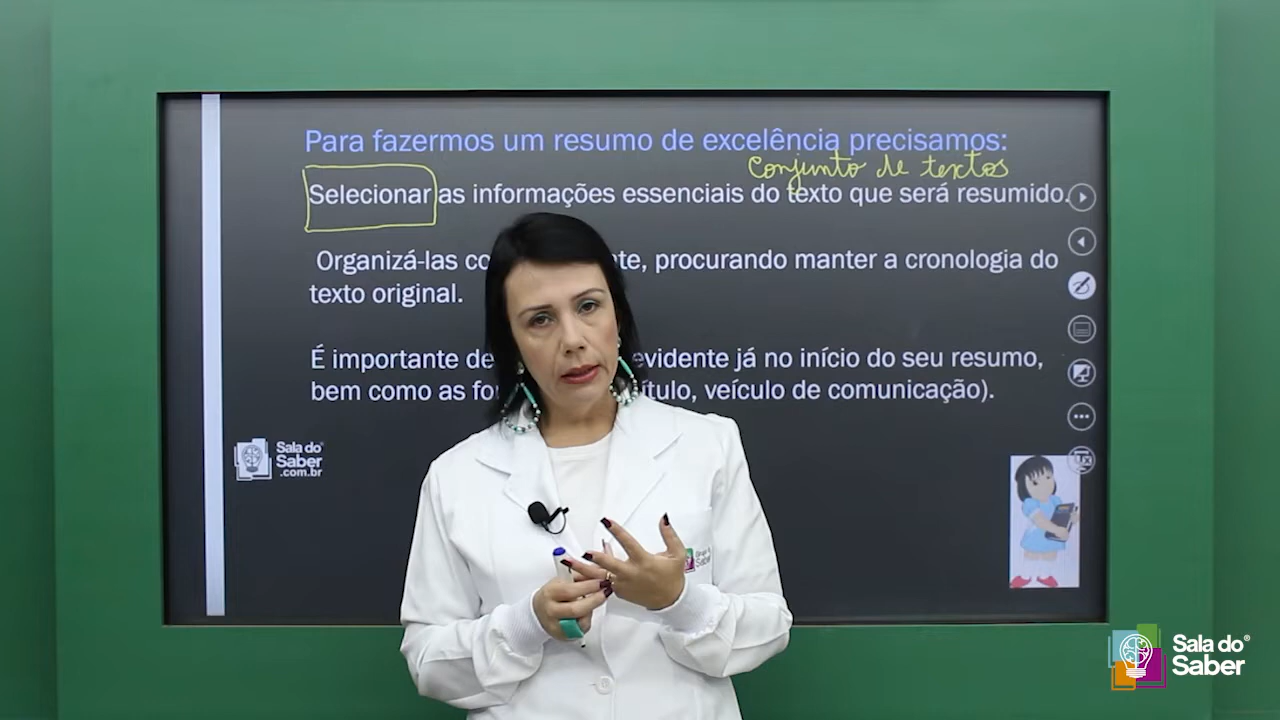 Para fazermos um resumo de excelência precisamos:
conjunto de textos
Selecionar as informações essenciais do texto que será resumido.
Organizá-las co te, procurando manter a cronologia do
texto original.
É importante de evidente já no início do seu resumo,
bem como as fo ítulo, veículo de comunicação).
Sala do
Saber
.com.br
Saber
Sala do
Saber